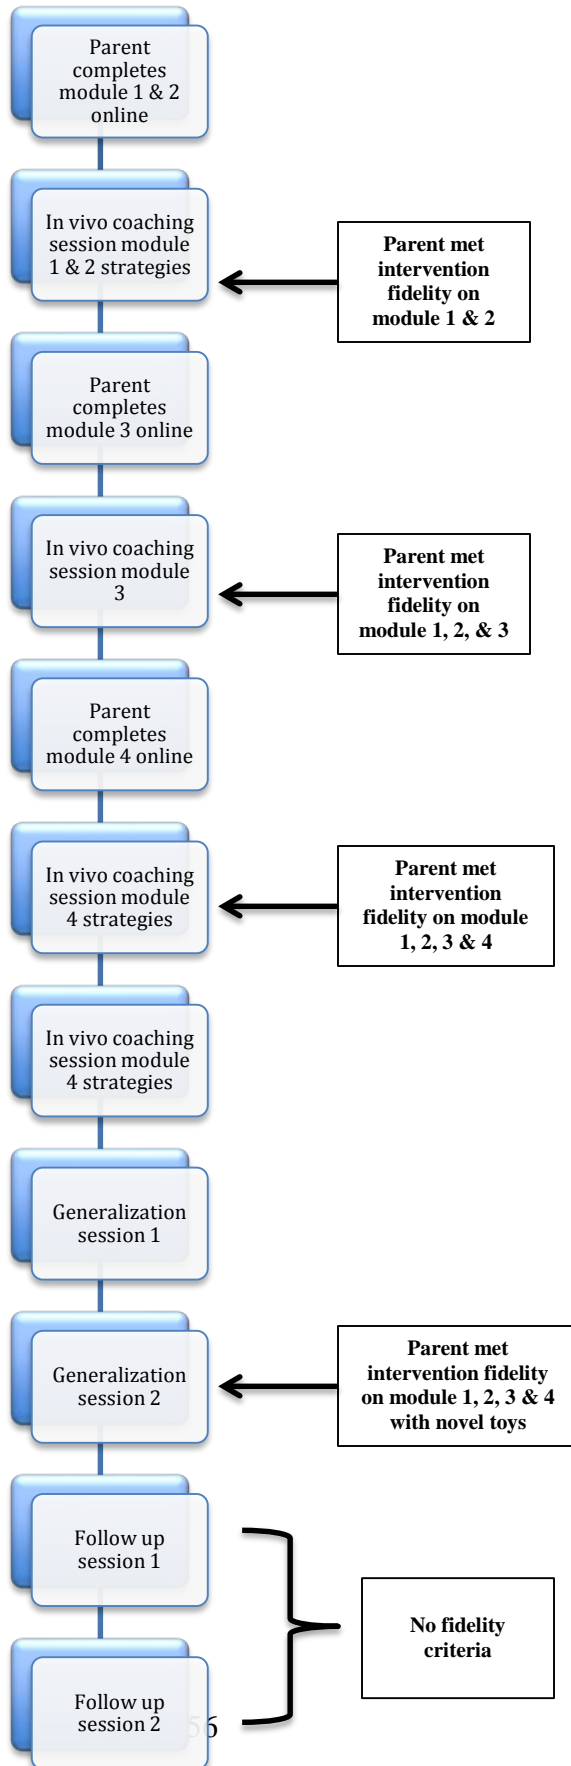 Parent
completes
module 1 & 2
online
In vivo coaching
session module
1 & 2 strategies
Parent met
intervention
fidelity on
module 1 & 2
Parent
completes
module 3 online
In vivo coaching
session module
3
Parent met
intervention
fidelity on
module 1, 2, & 3
Parent
completes
module 4 online
In vivo coaching
session module
4 strategies
Parent met
intervention
fidelity on module
1, 2, 3 & 4
In vivo coaching
session module
4 strategies
Generalization
session 1
Generalization
session 2
Parent met
intervention fidelity
on module 1, 2, 3 & 4
with novel toys
Follow up
session 1
No fidelity
criteria
Follow up
session 2
56